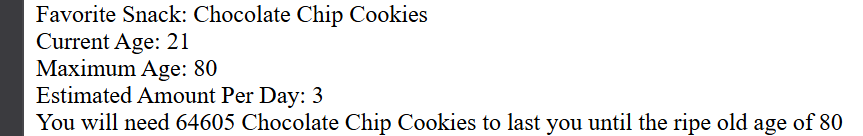 Favorite Snack: Chocolate Chip Cookies
Current Age: 21
Maximum Age: 80
Estimated Amount Per Day: 3
You will need 64605 Chocolate Chip Cookies to last you until the ripe old age of 80